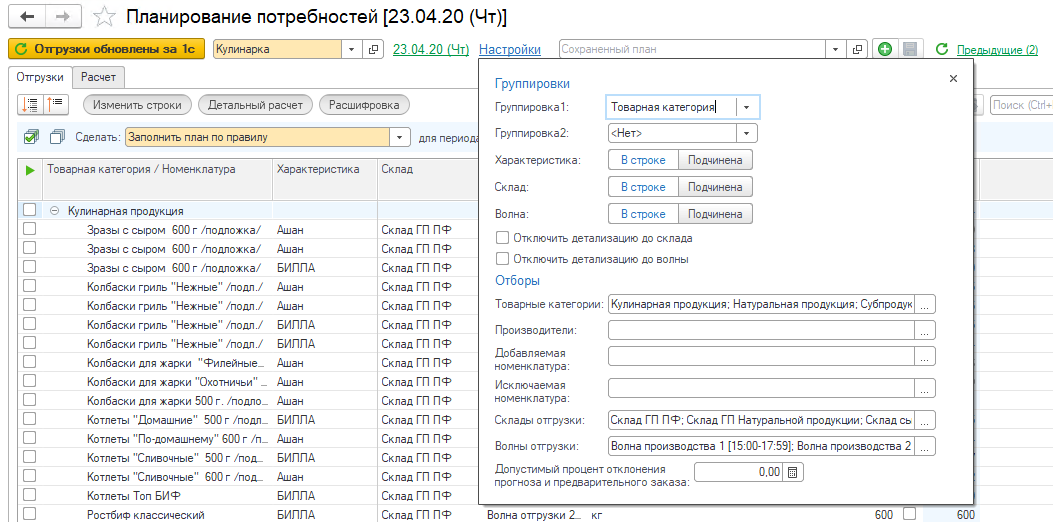 Планирование потребностей [23.04.20 (Чт)]
Отгрузки обновлены за 1с Кулинарка 23.04.20 (Чт) Настройки Сохраненный план Предыдущие (2)
Отгрузки Расчет
Изменить строки Детальный расчет Расшифровка Поиск (Ctrl+
Сделать: Заполнить план по правилу для периода
Товарная категория / Номенклатура Характеристика Склад
Кулинарная продукция
Зразы с сыром 600 г /подложка/ Ашан Склад ГП ПФ
Зразы с сыром 600 г /подложка/ Ашан Склад ГП ПФ
Зразы с сыром 600 г /подложка/ БИЛЛА Склад ГП ПФ
Колбаски гриль "Нежные" /подл./ Ашан Склад ГП ПФ
Колбаски гриль "Нежные" /подл./ Ашан Склад ГП ПФ
Колбаски гриль "Нежные" /подл./ БИЛЛА Склад ГП ПФ
Колбаски гриль "Нежные" /подл./ БИЛЛА Склад ГП ПФ
Колбаски для жарки "Филейные... Ашан Склад ГП ПФ
Колбаски для жарки "Охотничьи" ... Ашан Склад ГП ПФ
Колбаски для жарки 500 г. /подло... Ашан Склад ГП ПФ
Котлеты "Домашние" 500 г /подл... БИЛЛА Склад ГП ПФ
Котлеты "По-домашнему" 600 г /п... Ашан Склад ГП ПФ
Котлеты "Сливочные" 500 г /под... БИЛЛА Склад ГП ПФ
Котлеты "Сливочные" 600 г /под... Ашан Склад ГП ПФ
Котлеты Топ БИФ БИЛЛА Склад ГП ПФ
Ростбиф классический БИЛЛА Склад ГП ПФ Волна отгрузки 2... кг 600 600
Группировки
Группировка1: Товарная категория
Группировка2: <Нет>
Характеристика: В строке Подчинена
Склад: В строке Подчинена
Волна: В строке Подчинена
Отключить детализацию до склада
Отключить детализацию до волны
Отборы
Товарные категории: Кулинарная продукция; Натуральная продукция; Субпродук ...
Производители: ...
Добавляемая
номенклатура: ...
Исключаемая
номенклатура: ...
Склады отгрузки: Склад ГП ПФ; Склад ГП Натуральной продукции; Склад сы ...
Волны отгрузки: Волна производства 1 [15:00-17:59]; Волна производства 2 ...
Допустимый процент отклонения
прогноза и предварительного заказа: 0,00